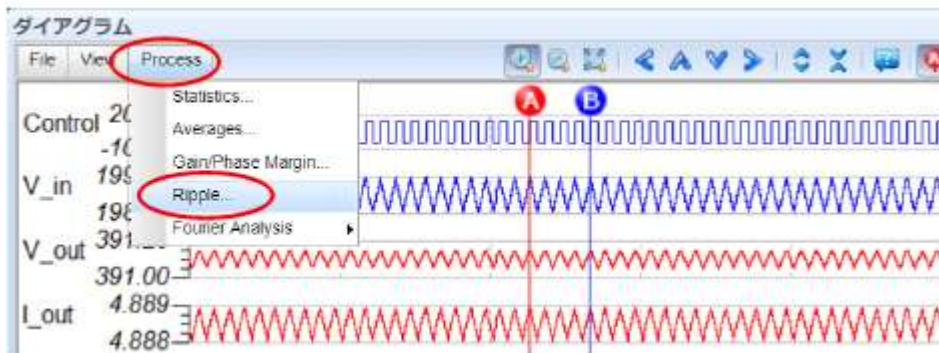 ダイアグラム
File View Process
Statistics...
Averages...
Gain/Phase Margin...
Ripple...
Fourier Analysis
A B
Control
V_in
V_out
391.00
I_out 4.889
4.888